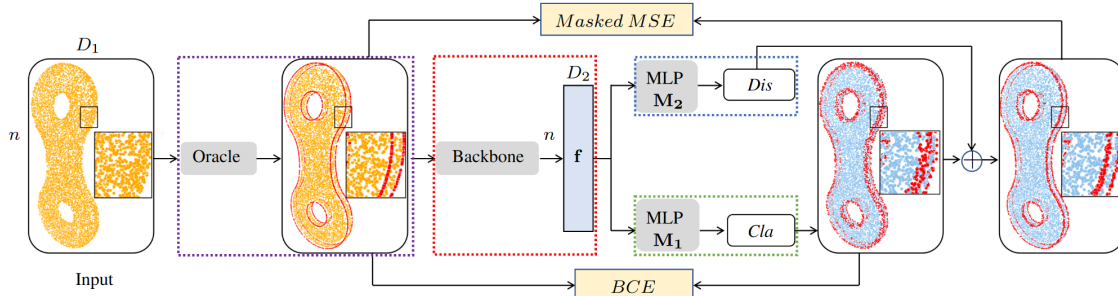 Masked MSE
D₁
D₂
n
Oracle
Backbone
n
f
MLP
M₂
Dis
MLP
M₁
Cla
Input
BCE